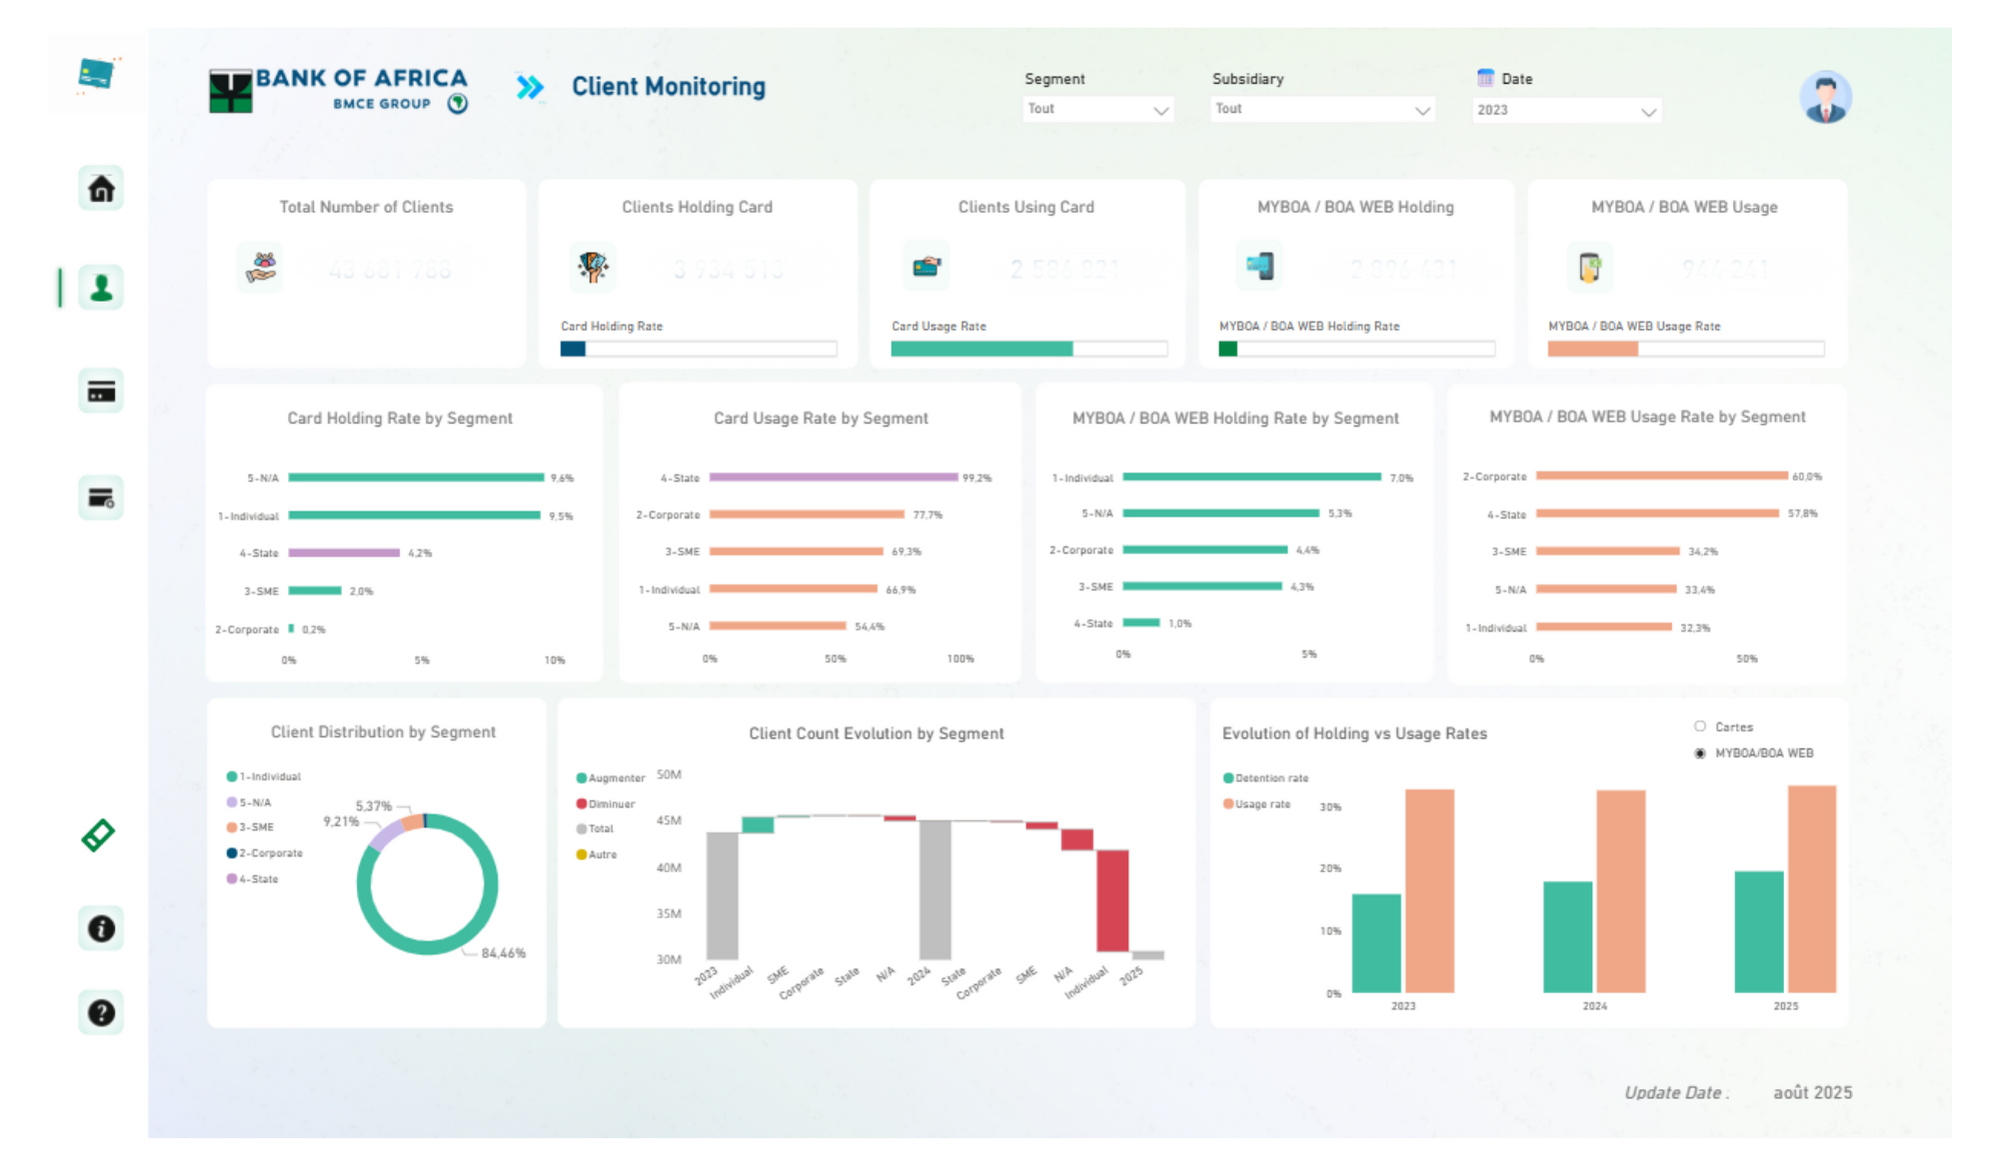 BANK OF AFRICA
BMCE GROUP
Client Monitoring
Segment
Tout
Subsidiary
Tout
Date
2023
Total Number of Clients
Clients Holding Card
Card Holding Rate
Clients Using Card
Card Usage Rate
MYBOA / BOA WEB Holding
MYBOA / BOA WEB Holding Rate
MYBOA / BOA WEB Usage
944 241
MYBOA / BOA WEB Usage Rate
Card Holding Rate by Segment
5-N/A 9,6%
1-Individual 9,5%
4-State 4,2%
3-SME 2,0%
2-Corporate 0,2%
0% 5% 10%
Card Usage Rate by Segment
4-State 99,2%
2-Corporate 77,7%
3-SME 69,3%
1-Individual 66,9%
5-N/A 54,4%
0% 50% 100%
MYBOA / BOA WEB Holding Rate by Segment
1-Individual 7,0%
5-N/A 5,3%
2-Corporate 4,4%
3-SME 4,3%
4-State 1,0%
0% 5%
MYBOA / BOA WEB Usage Rate by Segment
2-Corporate 60,0%
4-State 57,8%
3-SME 34,2%
5-N/A 33,4%
1-Individual 32,3%
0% 50%
Client Distribution by Segment
1-Individual
5-N/A
3-SME
2-Corporate
4-State
5,37%
9,21%
84,46%
Client Count Evolution by Segment
Augmenter
Diminuer
Total
Autre
50M
45M
40M
35M
30M
2023 Individual SME Corporate State N/A 2024 State Corporate SME N/A Individual 2025
Evolution of Holding vs Usage Rates
Cartes
MYBOA/BOA WEB
Detention rate
Usage rate
30%
20%
10%
0%
2023 2024 2025
Update Date : août 2025